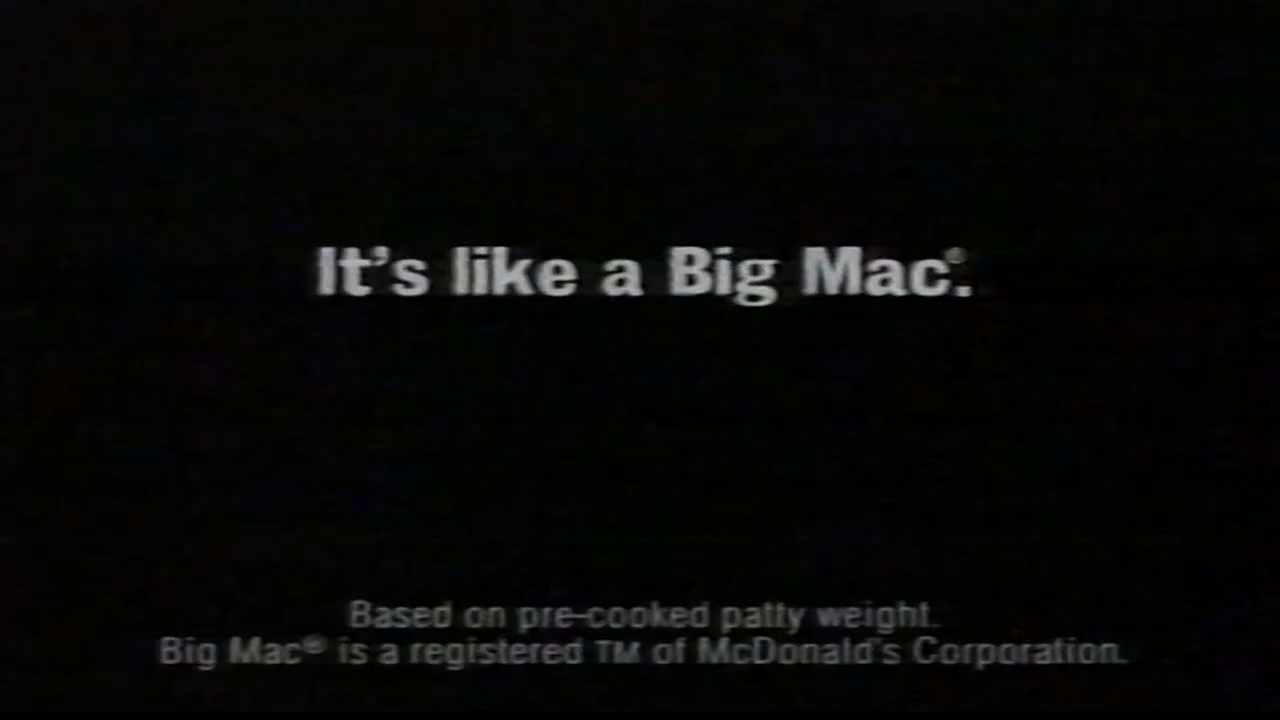 It's like a Big Mac®.
Based on pre-cooked patty weight.
Big Mac® is a registered TM of McDonald's Corporation.